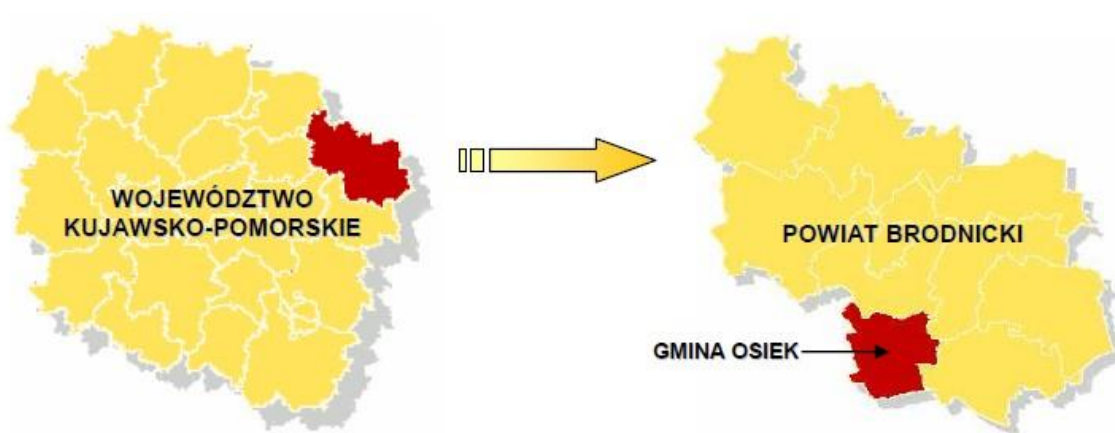 WOJEWÓDZTWO
KUJAWSKO-POMORSKIE
POWIAT BRODNICKI
GMINA OSIEK